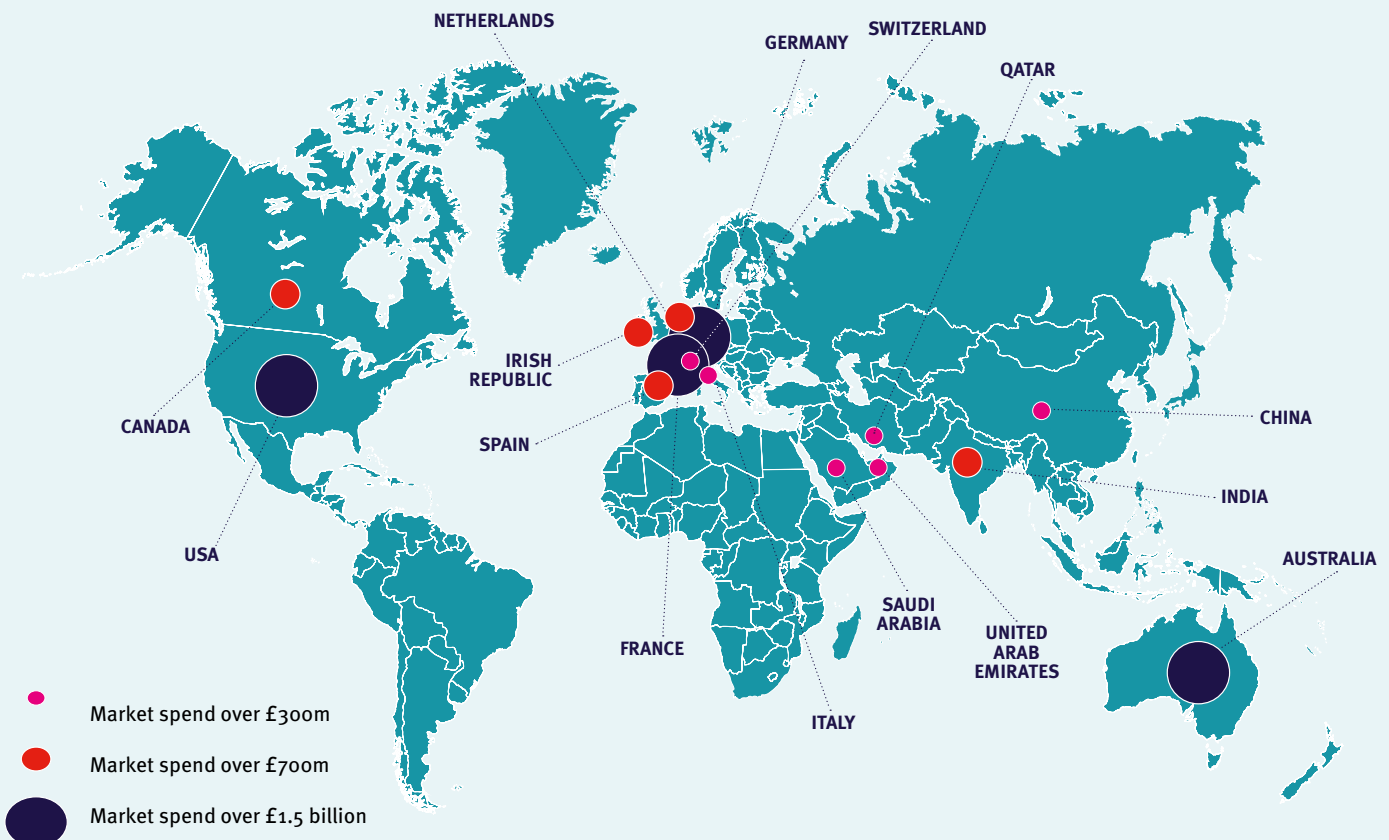 NETHERLANDS
GERMANY
SWITZERLAND
QATAR
IRISH
REPUBLIC
CANADA
SPAIN
CHINA
INDIA
USA
AUSTRALIA
SAUDI
ARABIA
UNITED
ARAB
EMIRATES
FRANCE
ITALY
Market spend over £300m
Market spend over £700m
Market spend over £1.5 billion